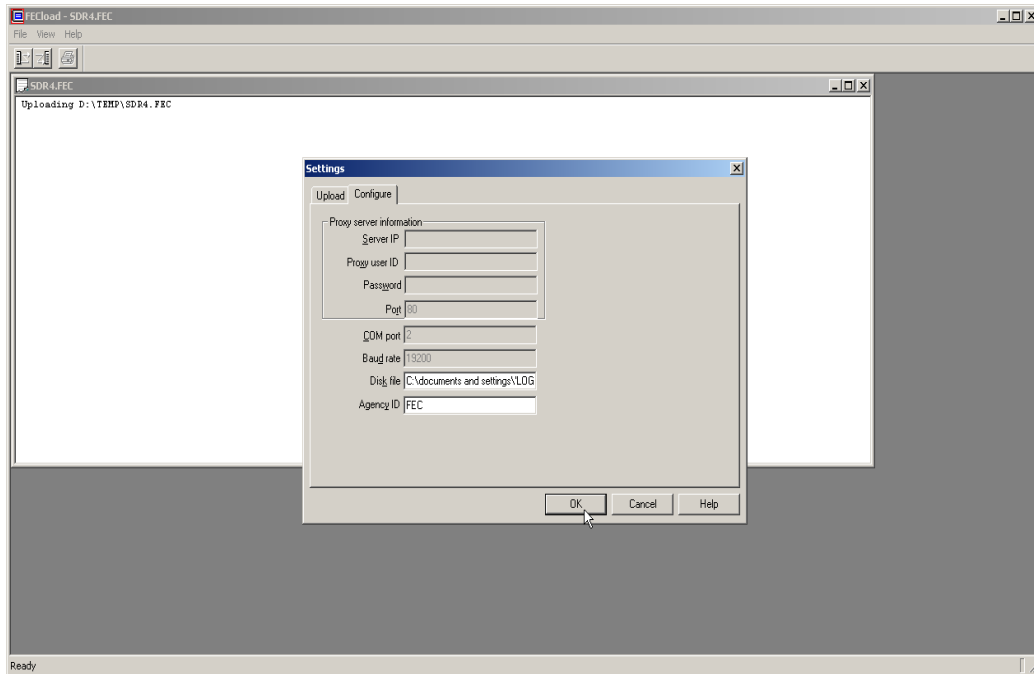 FECload - SDR4.FEC
File View Help
SDR4.FEC
Uploading D:\TEMP\SDR4.FEC
Settings
Upload Configure
Proxy server information
Server IP
Proxy user ID
Password
Port 80
COM port 2
Baud rate 19200
Disk file C:\documents and settings\'LOG
Agency ID FEC
OK Cancel Help
Ready